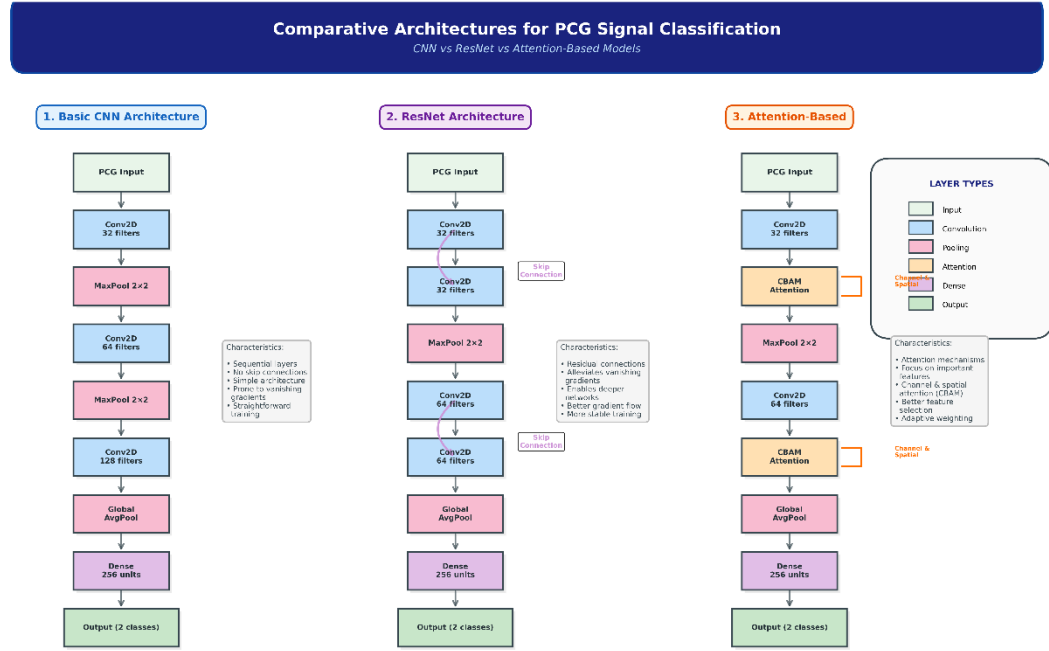 Comparative Architectures for PCG Signal Classification
CNN vs ResNet vs Attention-Based Models
1. Basic CNN Architecture
PCG Input
Conv2D
32 filters
MaxPool 2×2
Conv2D
64 filters
MaxPool 2×2
Conv2D
128 filters
Global
AvgPool
Dense
256 units
Output (2 classes)
Characteristics:
• Sequential layers
• No skip connections
• Simple architecture
• Prone to vanishing
gradients
• Straightforward
training
2. ResNet Architecture
PCG Input
Conv2D
32 filters
Conv2D
32 filters
Skip
Connection
MaxPool 2×2
Conv2D
64 filters
Conv2D
64 filters
Skip
Connection
Global
AvgPool
Dense
256 units
Output (2 classes)
Characteristics:
• Residual connections
• Alleviates vanishing
gradients
• Enables deeper
networks
• Better gradient flow
• More stable training
3. Attention-Based
PCG Input
Conv2D
32 filters
CBAM
Attention
Channel &
Spatial
MaxPool 2×2
Conv2D
64 filters
CBAM
Attention
Channel &
Spatial
Global
AvgPool
Dense
256 units
Output (2 classes)
LAYER TYPES
Input
Convolution
Pooling
Attention
Dense
Output
Characteristics:
• Attention mechanisms
• Focus on important
features
• Channel & spatial
attention (CBAM)
• Better feature
selection
• Adaptive weighting